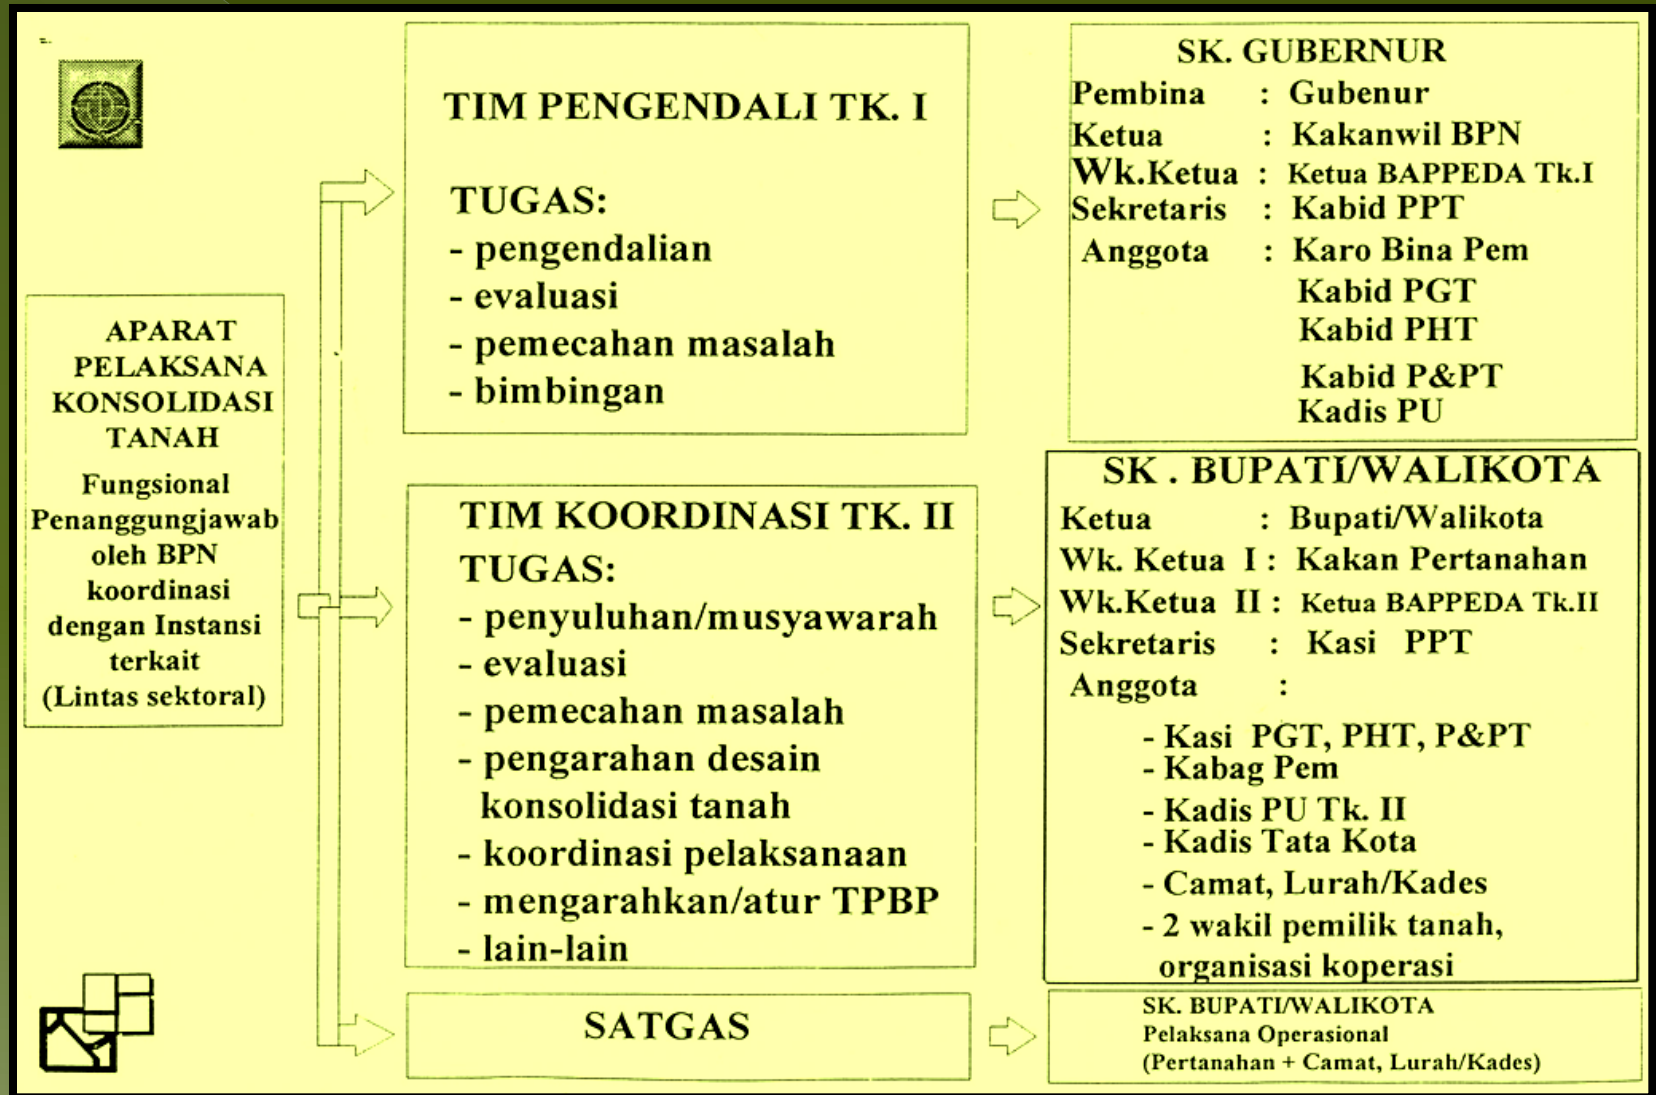 APARAT
PELAKSANA
KONSOLIDASI
TANAH
Fungsional
Penanggungjawab
oleh BPN
koordinasi
dengan Instansi
terkait
(Lintas sektoral)
TIM PENGENDALI TK. I
TUGAS:
- pengendalian
- evaluasi
- pemecahan masalah
- bimbingan
SK. GUBERNUR
Pembina : Gubenur
Ketua : Kakanwil BPN
Wk.Ketua : Ketua BAPPEDA Tk.I
Sekretaris : Kabid PPT
Anggota : Karo Bina Pem
Kabid PGT
Kabid PHT
Kabid P&PT
Kadis PU
TIM KOORDINASI TK. II
TUGAS:
- penyuluhan/musyawarah
- evaluasi
- pemecahan masalah
- pengarahan desain
konsolidasi tanah
- koordinasi pelaksanaan
- mengarahkan/atur TPBP
- lain-lain
SK . BUPATI/WALIKOTA
Ketua : Bupati/Walikota
Wk. Ketua I : Kakan Pertanahan
Wk.Ketua II : Ketua BAPPEDA Tk.II
Sekretaris : Kasi PPT
Anggota :
- Kasi PGT, PHT, P&PT
- Kabag Pem
- Kadis PU Tk. II
- Kadis Tata Kota
- Camat, Lurah/Kades
- 2 wakil pemilik tanah,
organisasi koperasi
SATGAS
SK. BUPATI/WALIKOTA
Pelaksana Operasional
(Pertanahan + Camat, Lurah/Kades)